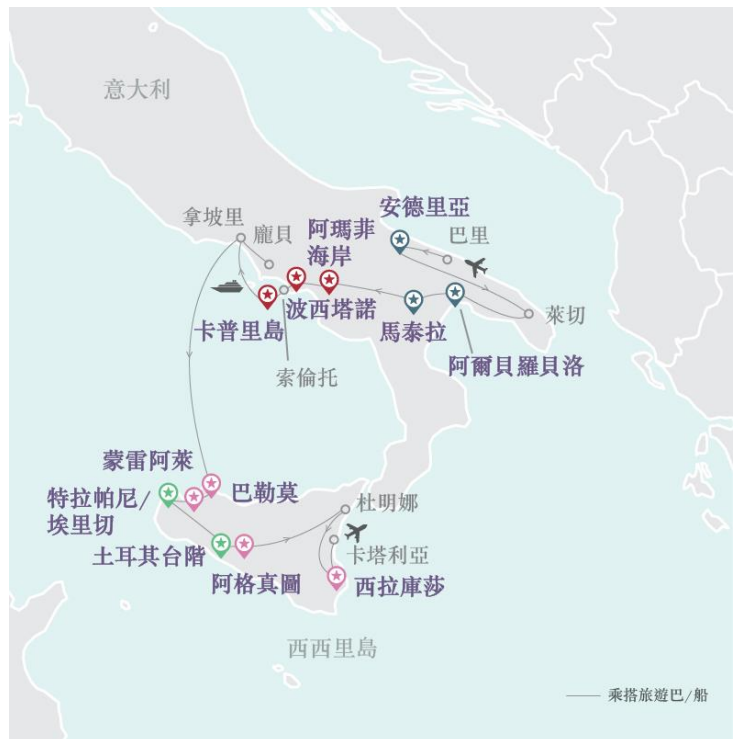 意大利
拿坡里
龐貝
阿瑪菲
海岸
安德里亞
巴里
卡普里島
波西塔諾
馬泰拉
萊切
索倫托
阿爾貝羅貝洛
蒙雷阿萊
巴勒莫
特拉帕尼/
埃里切
杜明娜
土耳其台階
卡塔利亞
阿格真圖
西拉庫莎
西西里島
乘搭旅遊巴/船